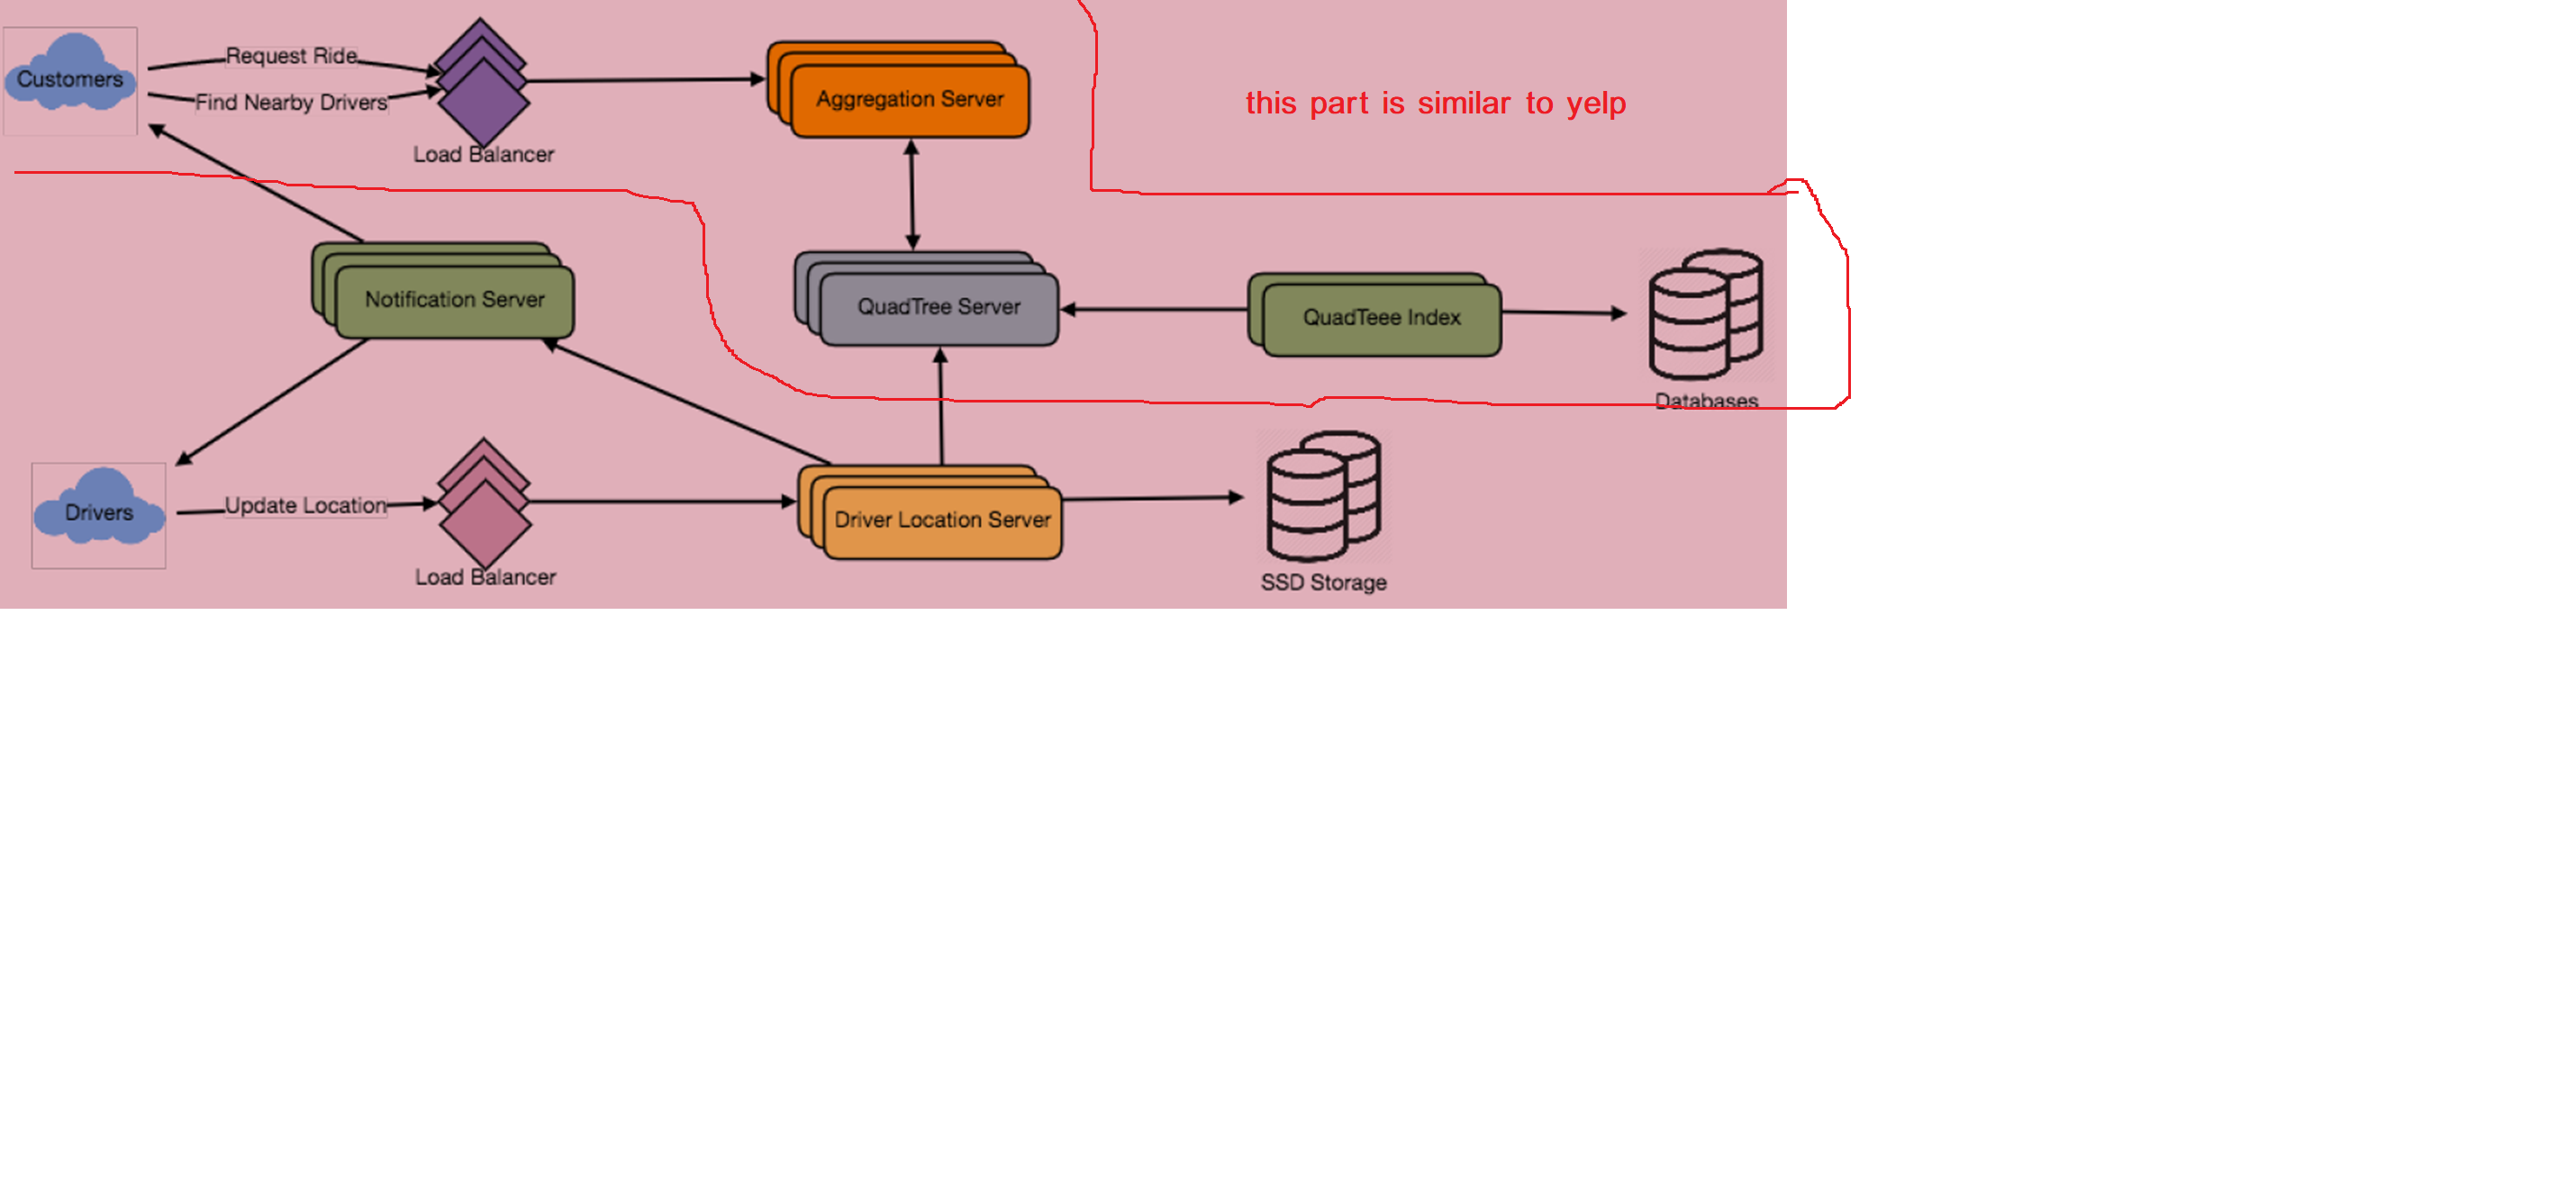 Request Ride
Customers
Find Nearby Drivers
Load Balancer
Aggregation Server
this part is similar to yelp
Notification Server
QuadTree Server
QuadTeee Index
Databases
Drivers
Update Location
Load Balancer
Driver Location Server
SSD Storage